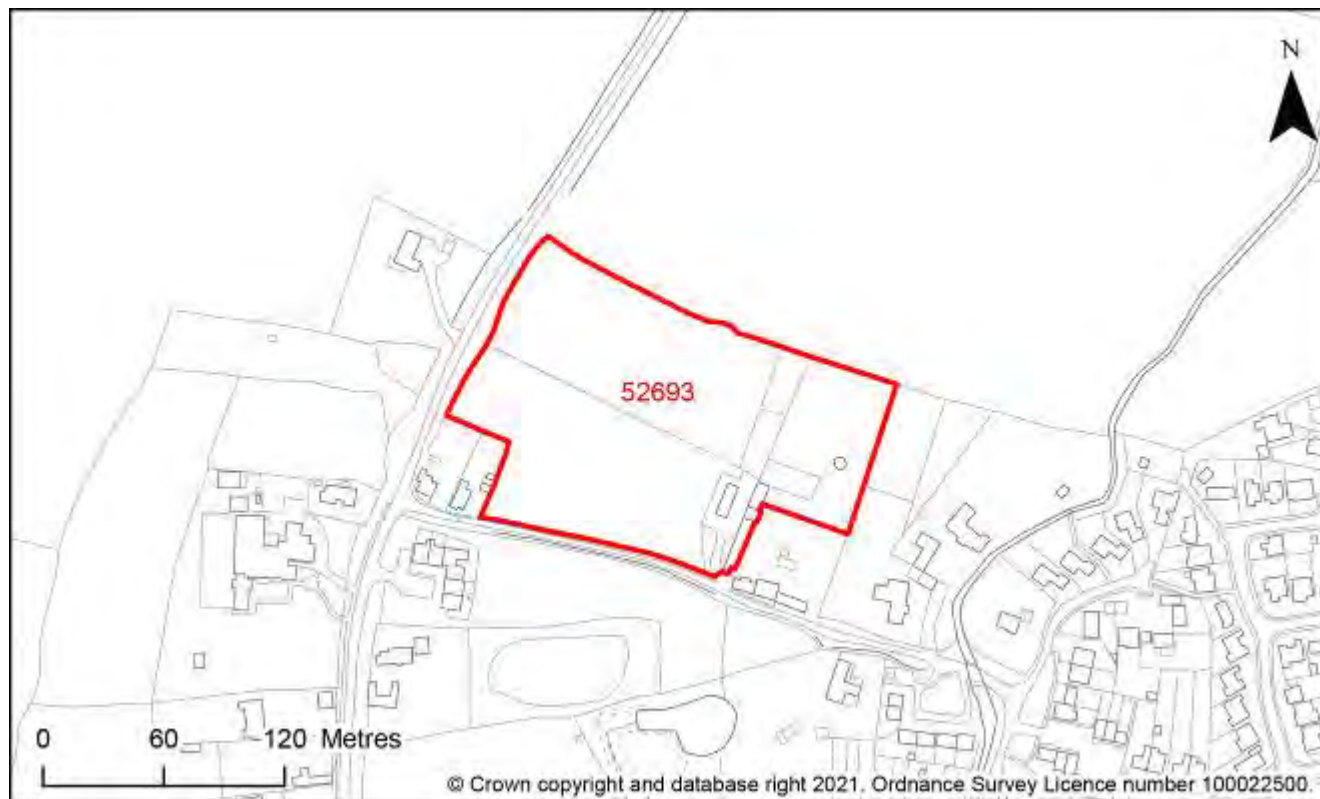 N
52693
0 60 120 Metres
© Crown copyright and database right 2021. Ordnance Survey Licence number 100022500.